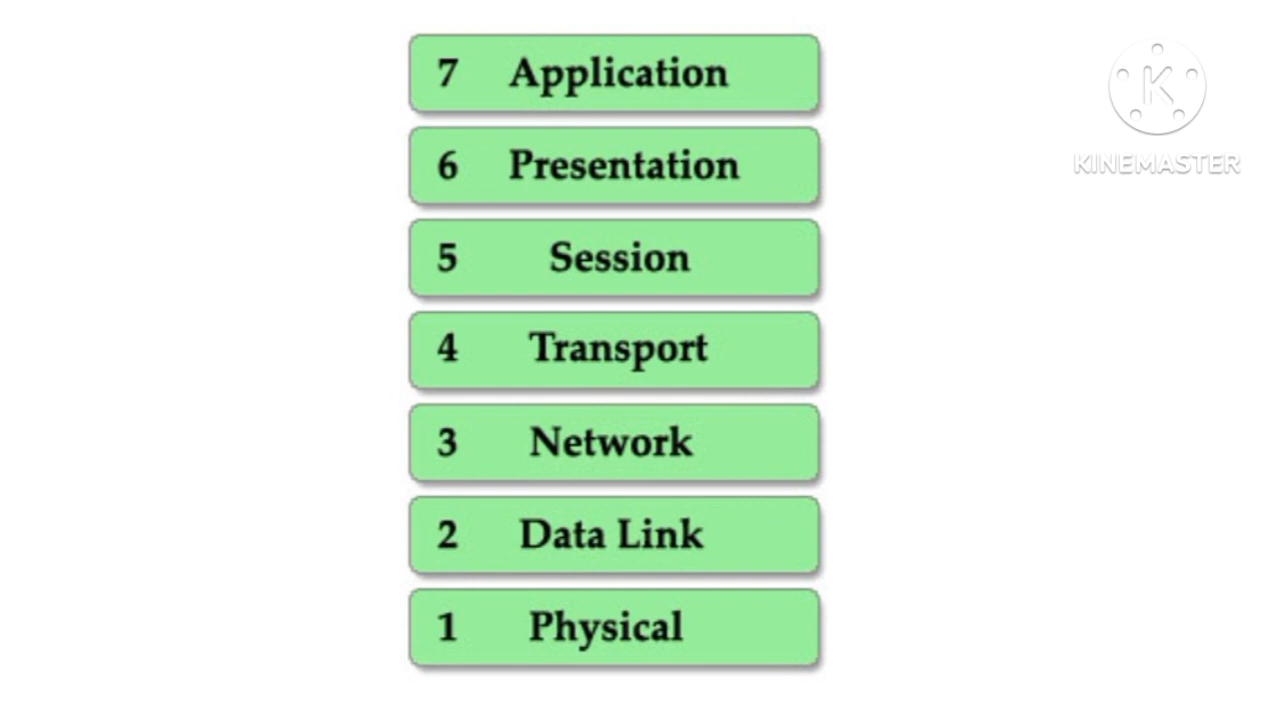 7 Application
6 Presentation
5 Session
4 Transport
3 Network
2 Data Link
1 Physical
K
KINEMASTER